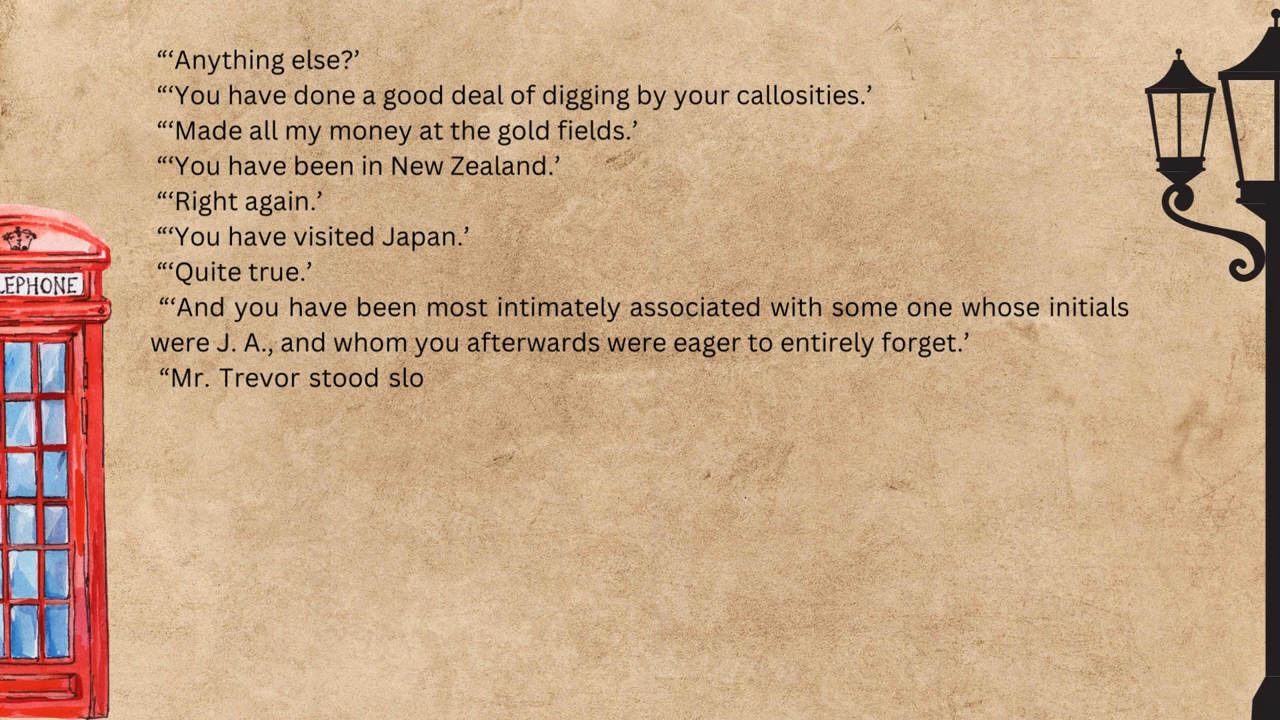 “‘Anything else?’
“‘You have done a good deal of digging by your callosities.’
“‘Made all my money at the gold fields.’
“‘You have been in New Zealand.’
“‘Right again.’
“‘You have visited Japan.’
“‘Quite true.’
“‘And you have been most intimately associated with some one whose initials
were J. A., and whom you afterwards were eager to entirely forget.’
“Mr. Trevor stood slo
LEPHONE